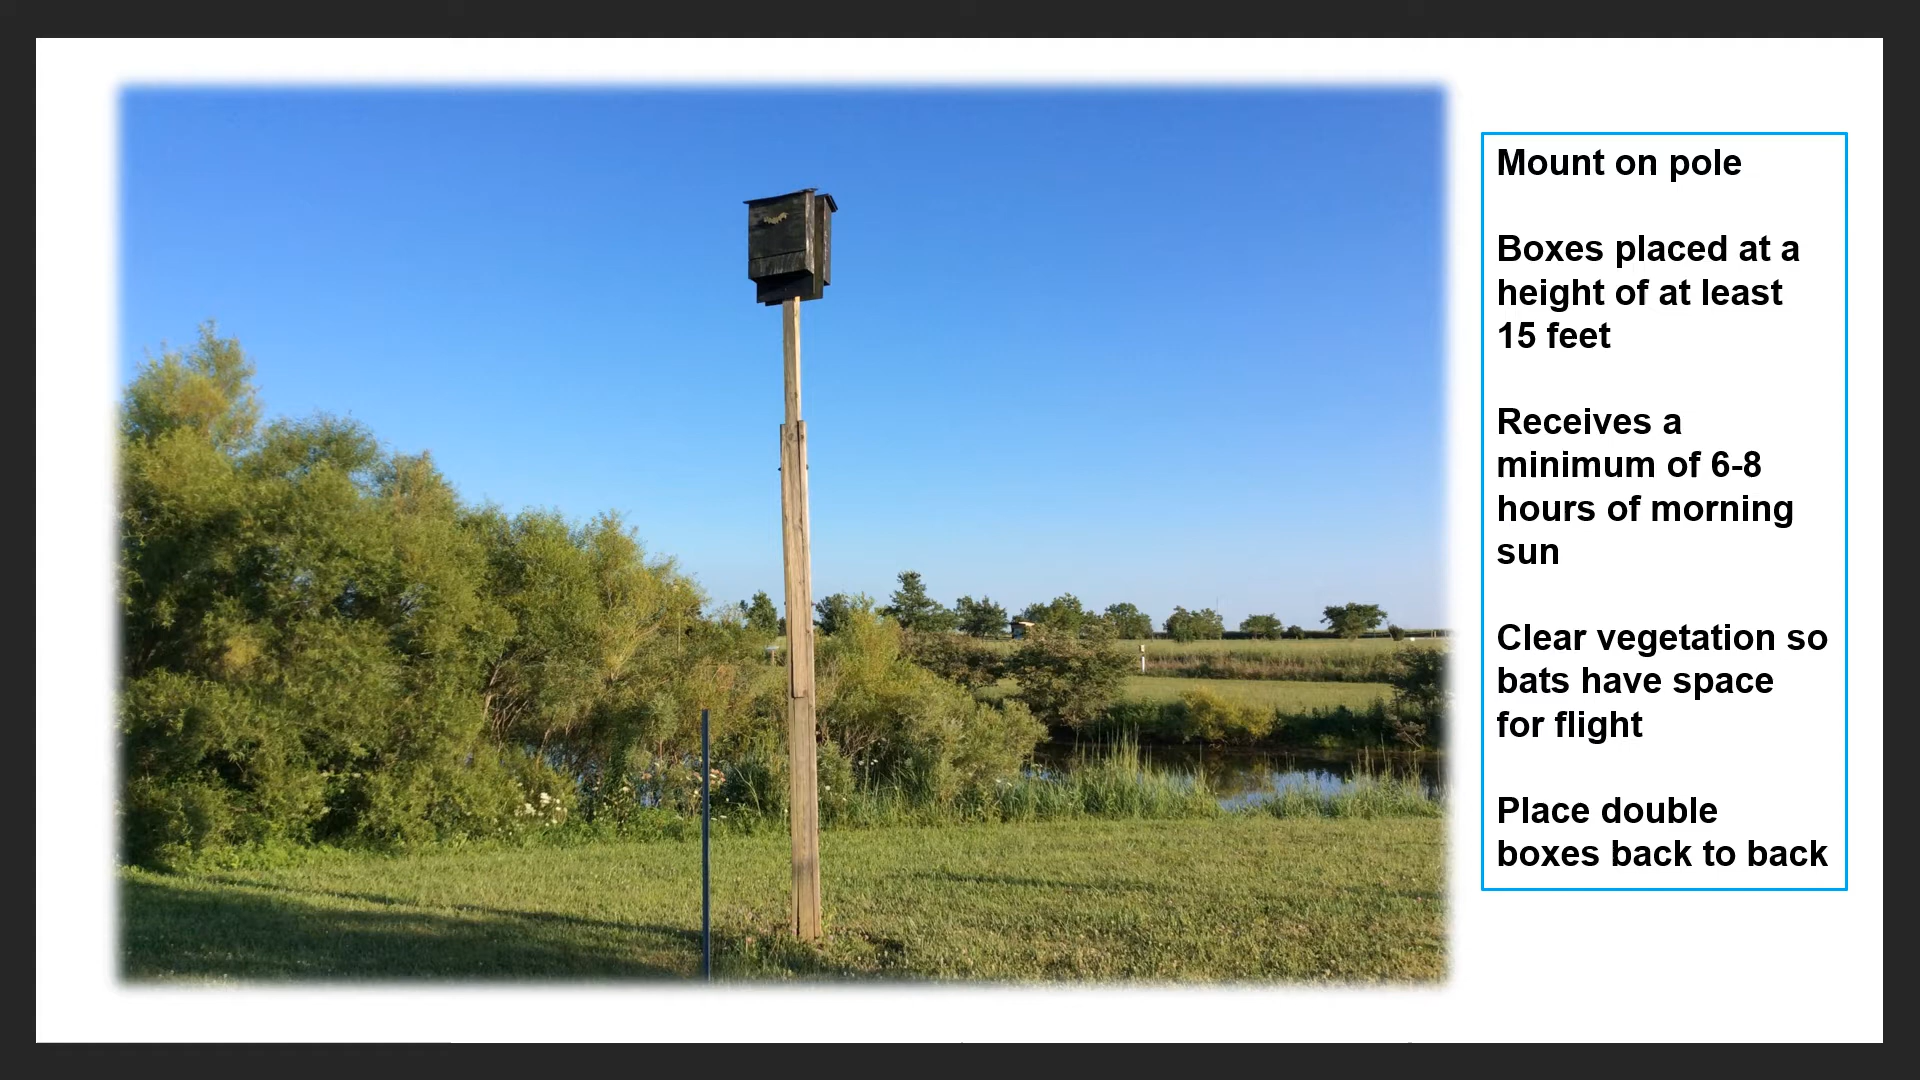 Mount on pole
Boxes placed at a
height of at least
15 feet
Receives a
minimum of 6-8
hours of morning
sun
Clear vegetation so
bats have space
for flight
Place double
boxes back to back